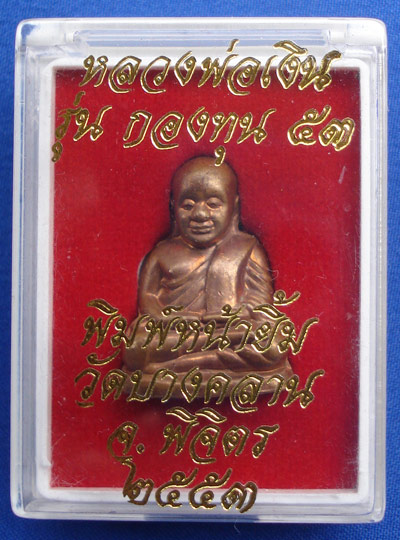 หลวงพ่อเงิน
รุ่น กองทุน ๕๓
พิมพ์หน้ายิ้ม
วัดบางคลาน
จ. พิจิตร
๒๕๕๓